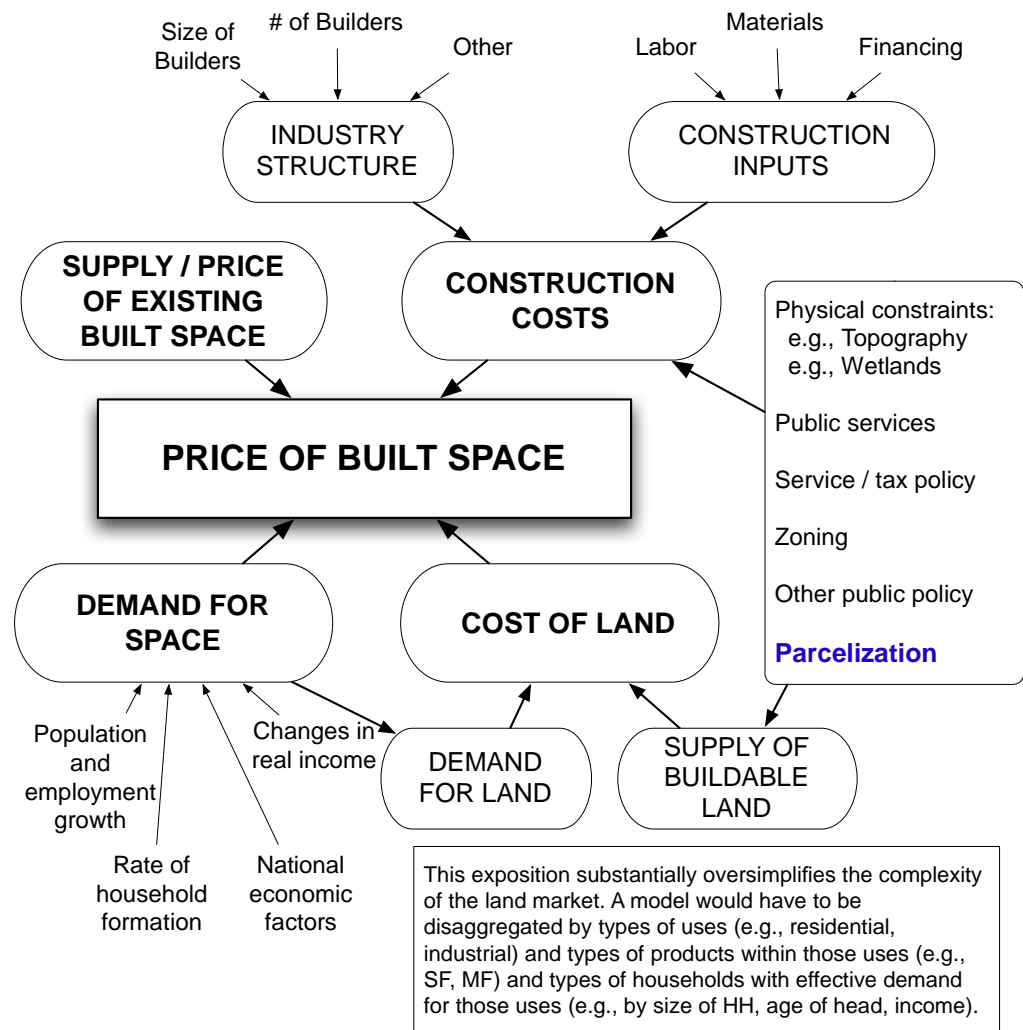 Size of
Builders
# of Builders
Other
Labor
Materials
Financing
INDUSTRY
STRUCTURE
CONSTRUCTION
INPUTS
SUPPLY / PRICE
OF EXISTING
BUILT SPACE
CONSTRUCTION
COSTS
Physical constraints:
e.g., Topography
e.g., Wetlands
Public services
Service / tax policy
Zoning
Other public policy
Parcelization
PRICE OF BUILT SPACE
DEMAND FOR
SPACE
COST OF LAND
Population
and
employment
growth
Changes in
real income
DEMAND
FOR LAND
SUPPLY OF
BUILDABLE
LAND
Rate of
household
formation
National
economic
factors
This exposition substantially oversimplifies the complexity
of the land market. A model would have to be
disaggregated by types of uses (e.g., residential,
industrial) and types of products within those uses (e.g.,
SF, MF) and types of households with effective demand
for those uses (e.g., by size of HH, age of head, income).